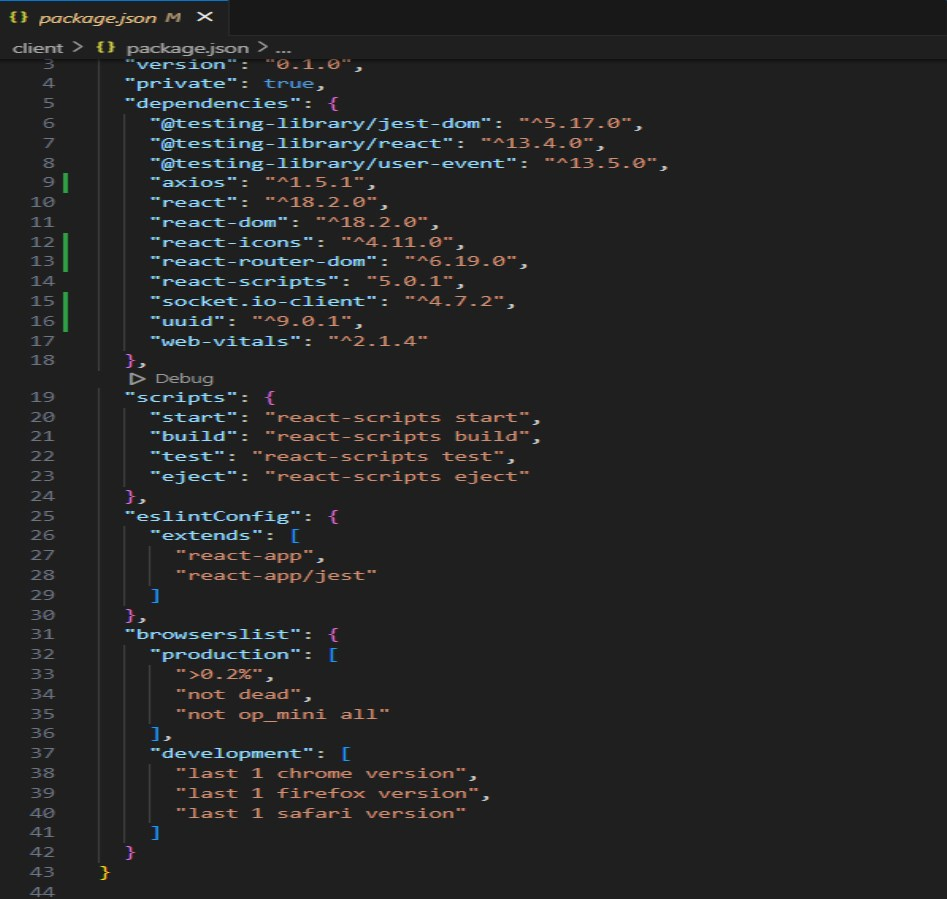 {} package.json M ×
client > {} package.json > ...
3 "version": "0.1.0",
4 "private": true,
5 "dependencies": {
6 "@testing-library/jest-dom": "^5.17.0",
7 "@testing-library/react": "^13.4.0",
8 "@testing-library/user-event": "^13.5.0",
9 "axios": "^1.5.1",
10 "react": "^18.2.0",
11 "react-dom": "^18.2.0",
12 "react-icons": "^4.11.0",
13 "react-router-dom": "^6.19.0",
14 "react-scripts": "5.0.1",
15 "socket.io-client": "^4.7.2",
16 "uuid": "^9.0.1",
17 "web-vitals": "^2.1.4"
18 },
Debug
19 "scripts": {
20 "start": "react-scripts start",
21 "build": "react-scripts build",
22 "test": "react-scripts test",
23 "eject": "react-scripts eject"
24 },
25 "eslintConfig": {
26 "extends": [
27 "react-app",
28 "react-app/jest"
29 ]
30 },
31 "browserslist": {
32 "production": [
33 ">0.2%",
34 "not dead",
35 "not op_mini all"
36 ],
37 "development": [
38 "last 1 chrome version",
39 "last 1 firefox version",
40 "last 1 safari version"
41 ]
42 }
43 }
44